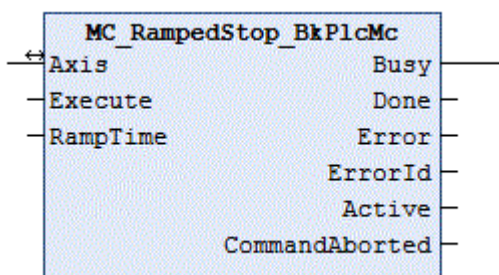 MC_RampedStop_BkPlcMc
Axis Busy
Execute Done
RampTime Error
ErrorId
Active
CommandAborted